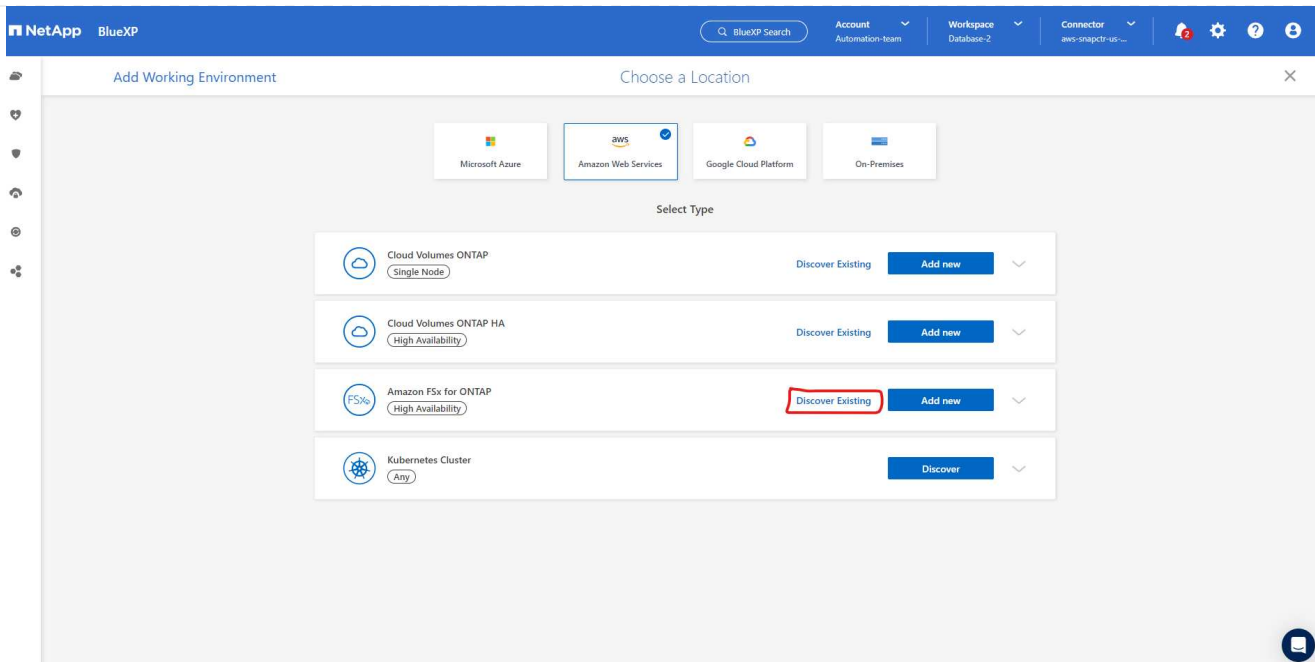 NetApp BlueXP
BlueXP Search
Account
Automation-team
Workspace
Database-2
Connector
aws-snapctr-us-...
2
Add Working Environment
Choose a Location
Microsoft Azure
aws
Amazon Web Services
Google Cloud Platform
On-Premises
Select Type
Cloud Volumes ONTAP
Single Node
Discover Existing
Add new
Cloud Volumes ONTAP HA
High Availability
Discover Existing
Add new
FSx
Amazon FSx for ONTAP
High Availability
Discover Existing
Add new
Kubernetes Cluster
Any
Discover